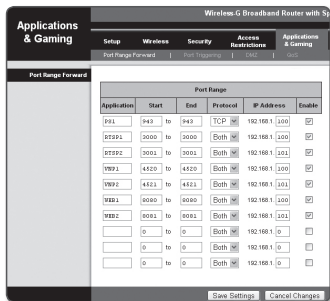 Wireless-G Broadband Router with Sp
Applications
& Gaming
Setup Wireless Security Access Restrictions Applications & Gaming
Port Range Forward | Port Triggering | DMZ | QoS
Port Range Forward
Port Range
Application Start End Protocol IP Address Enable
PS1 943 to 943 TCP 192.168.1. 100
RTSP1 3000 to 3000 Both 192.168.1. 100
RTSP2 3001 to 3001 Both 192.168.1. 101
VNP1 4520 to 4520 Both 192.168.1. 100
VNP2 4521 to 4521 Both 192.168.1. 101
WEB1 8080 to 8080 Both 192.168.1. 100
WEB2 8081 to 8081 Both 192.168.1. 101
0 to 0 Both 192.168.1. 0
0 to 0 Both 192.168.1. 0
0 to 0 Both 192.168.1. 0
Save Settings Cancel Changes